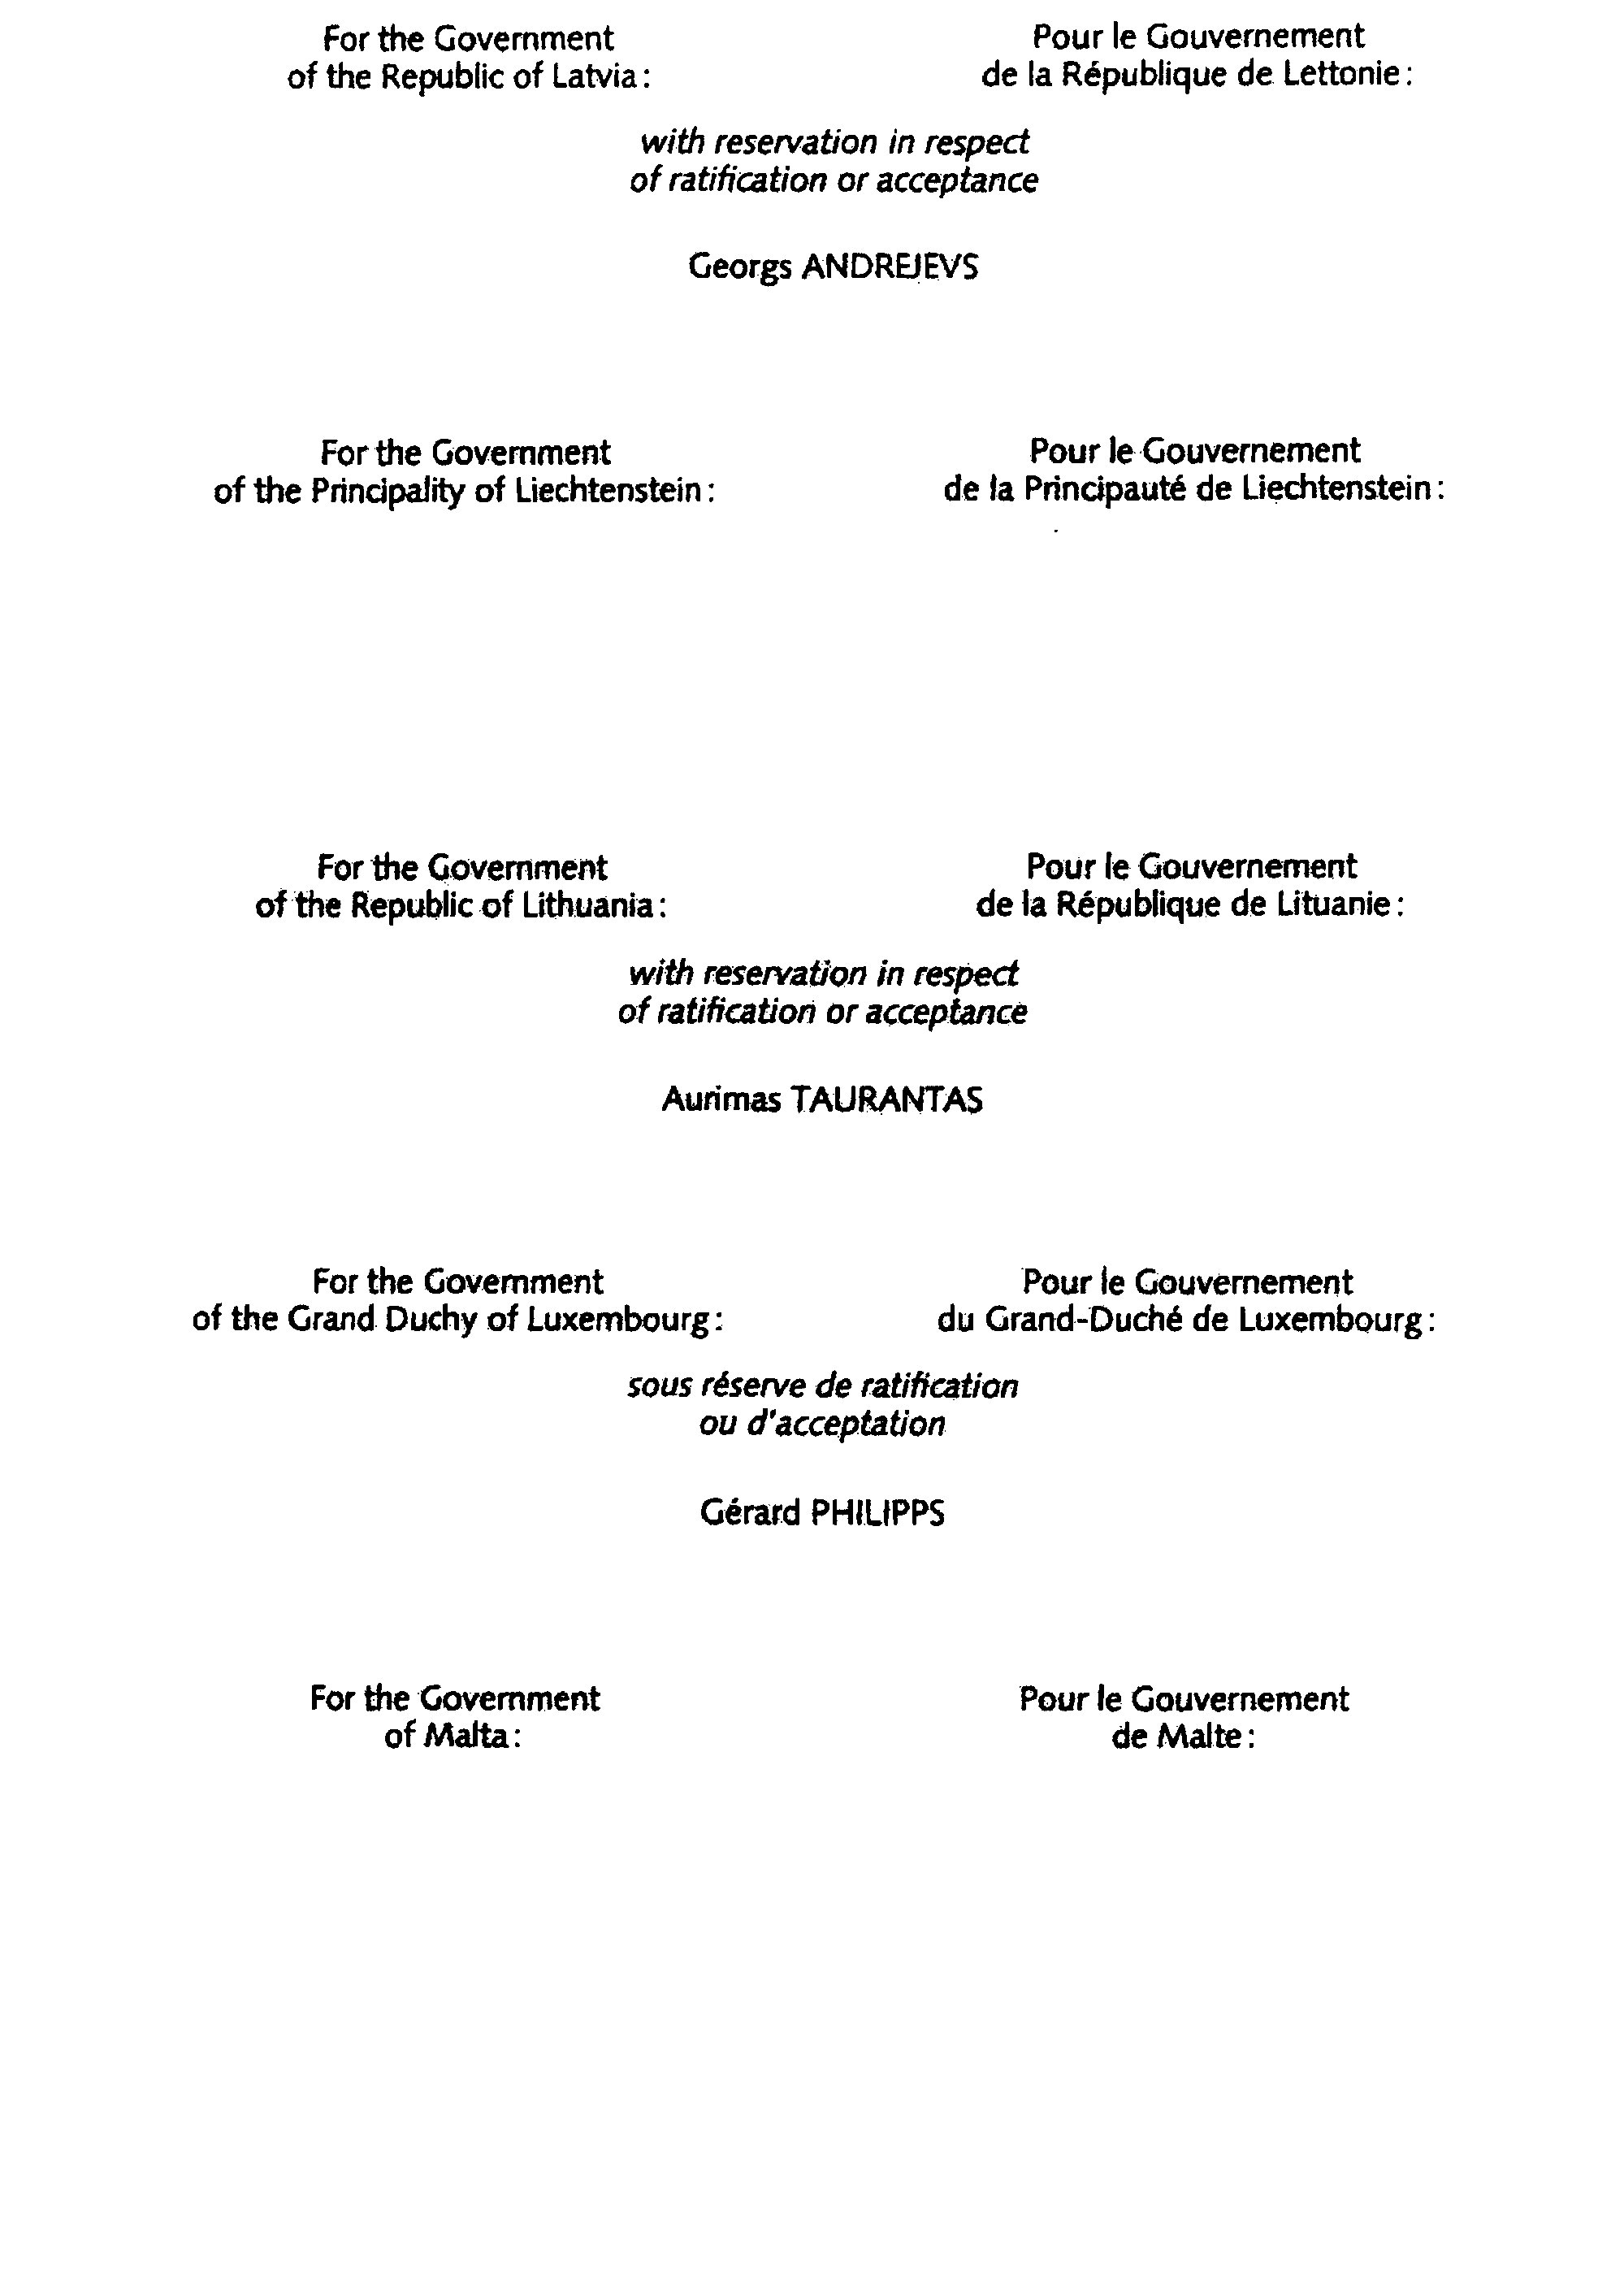 For the Government
of the Republic of Latvia :
Pour le Gouvernement
de la République de Lettonie :
with reservation in respect
of ratification or acceptance
Georgs ANDREJEVS
For the Government
of the Principality of Liechtenstein :
Pour le Gouvernement
de la Principauté de Liechtenstein :
For the Government
of the Republic of Lithuania :
Pour le Gouvernement
de la République de Lituanie :
with reservation in respect
of ratification or acceptance
Aurimas TAURANTAS
For the Government
of the Grand Duchy of Luxembourg :
Pour le Gouvernement
du Grand-Duché de Luxembourg :
sous réserve de ratification
ou d'acceptation
Gérard PHILIPPS
For the Government
of Malta :
Pour le Gouvernement
de Malte :